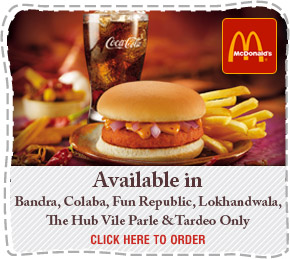 Coca-Cola
McDonald's
Available in
Bandra, Colaba, Fun Republic, Lokhandwala,
The Hub Vile Parle & Tardeo Only
CLICK HERE TO ORDER